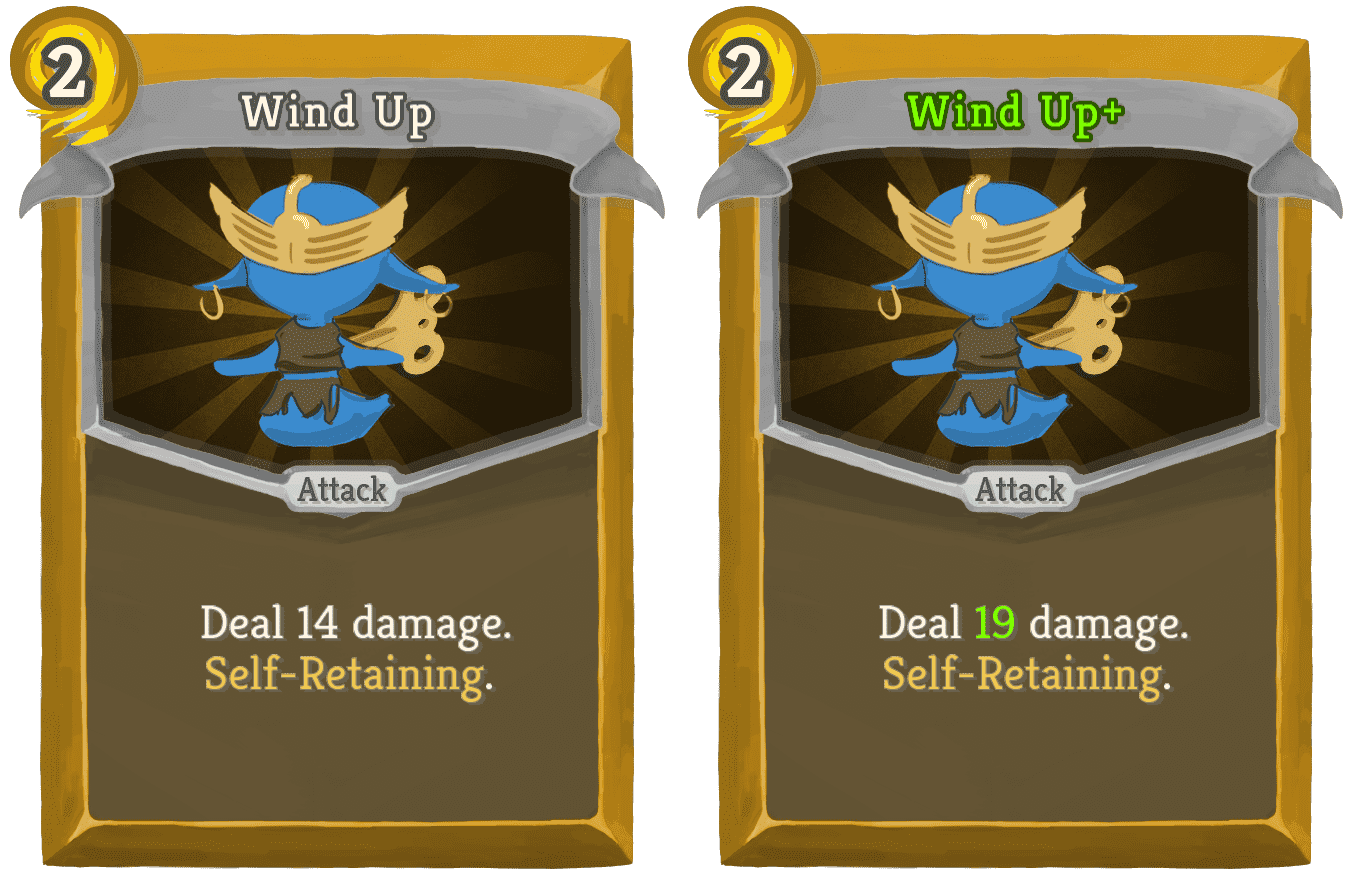 2
Wind Up
Attack
Deal 14 damage.
Self-Retaining.
2
Wind Up+
Attack
Deal 19 damage.
Self-Retaining.